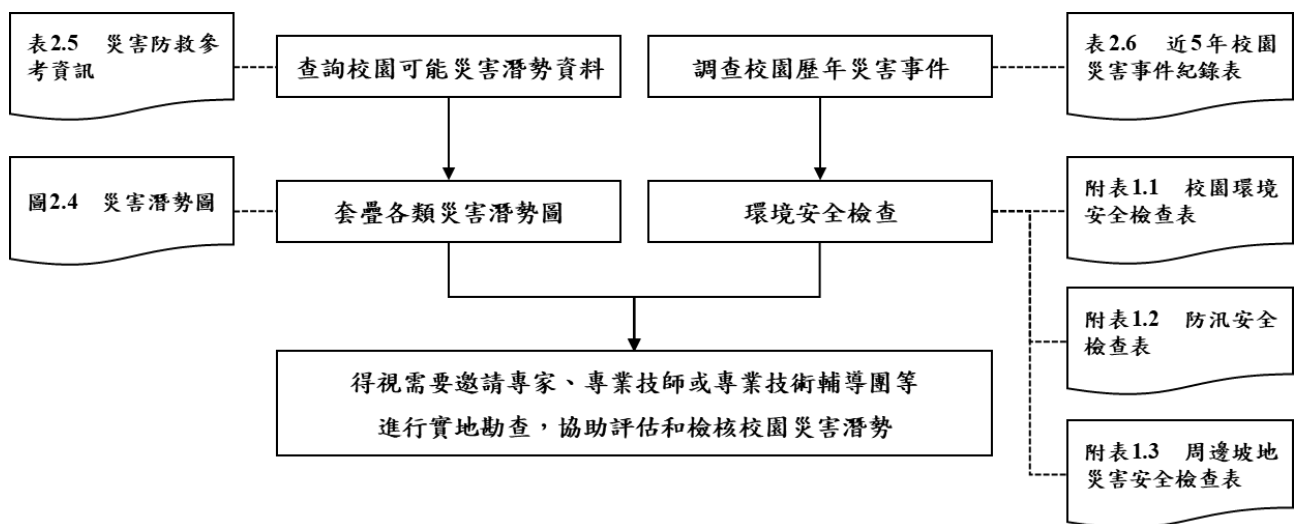 表2.5 災害防救參
考資訊
查詢校園可能災害潛勢資料
調查校園歷年災害事件
表2.6 近5年校園
災害事件紀錄表
圖2.4 災害潛勢圖
套疊各類災害潛勢圖
環境安全檢查
附表1.1 校園環境
安全檢查表
附表1.2 防汛安全
檢查表
得視需要邀請專家、專業技師或專業技術輔導團等
進行實地勘查，協助評估和檢核校園災害潛勢
附表1.3 周邊坡地
災害安全檢查表